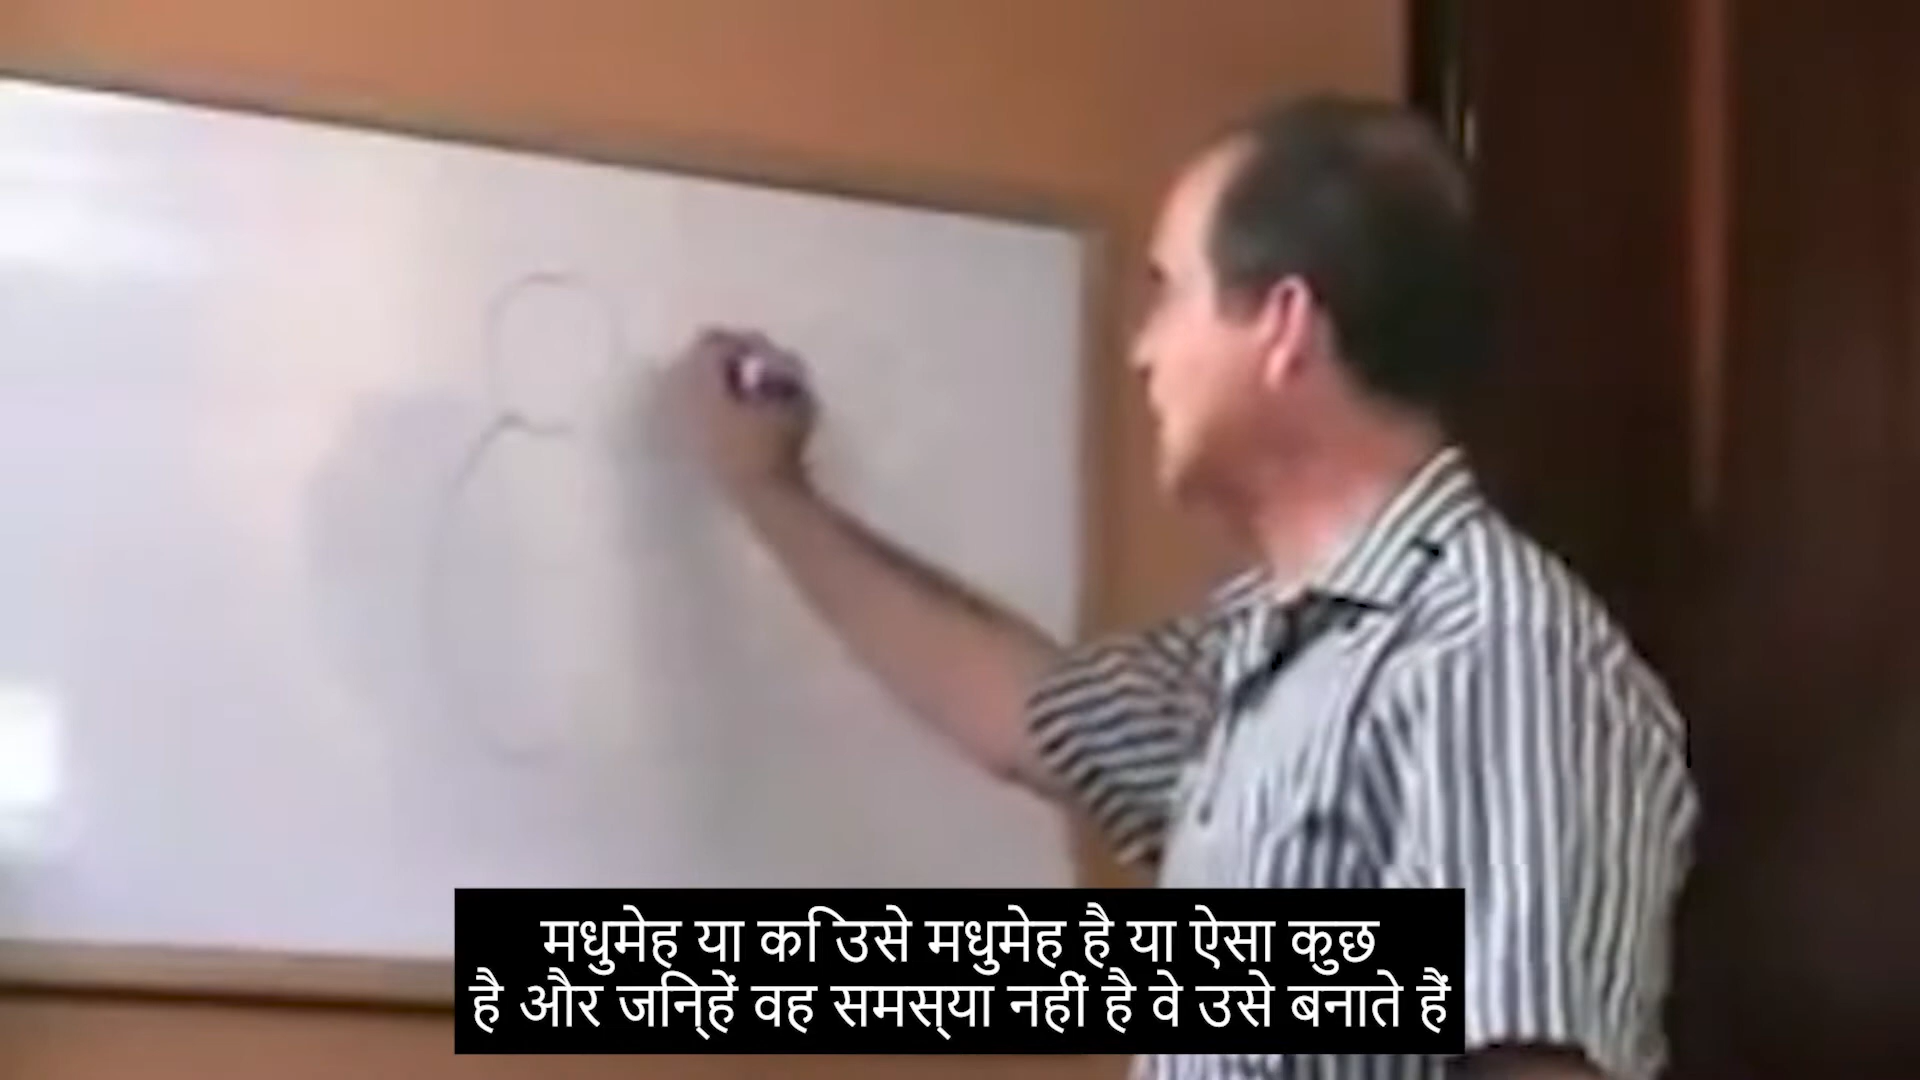 मधुमेह या कि उसे मधुमेह है या ऐसा कुछ
है और जिन्हें वह समस्या नहीं है वे उसे बनाते हैं